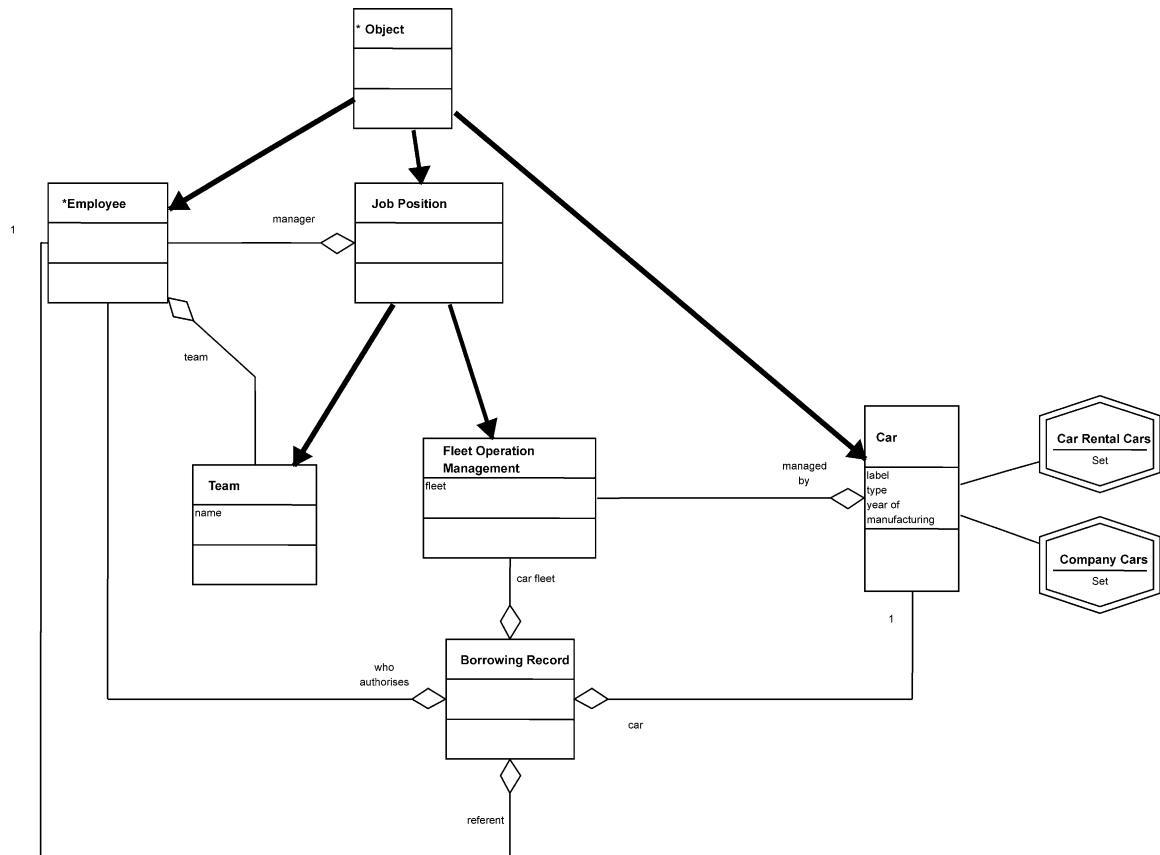 * Object
*Employee
Job Position
manager
1
team
Car
Car Rental Cars
Set
Fleet Operation
Management
managed
by
label
type
year of
manufacturing
Team
fleet
name
Company Cars
Set
car fleet
1
Borrowing Record
who
authorises
car
referent